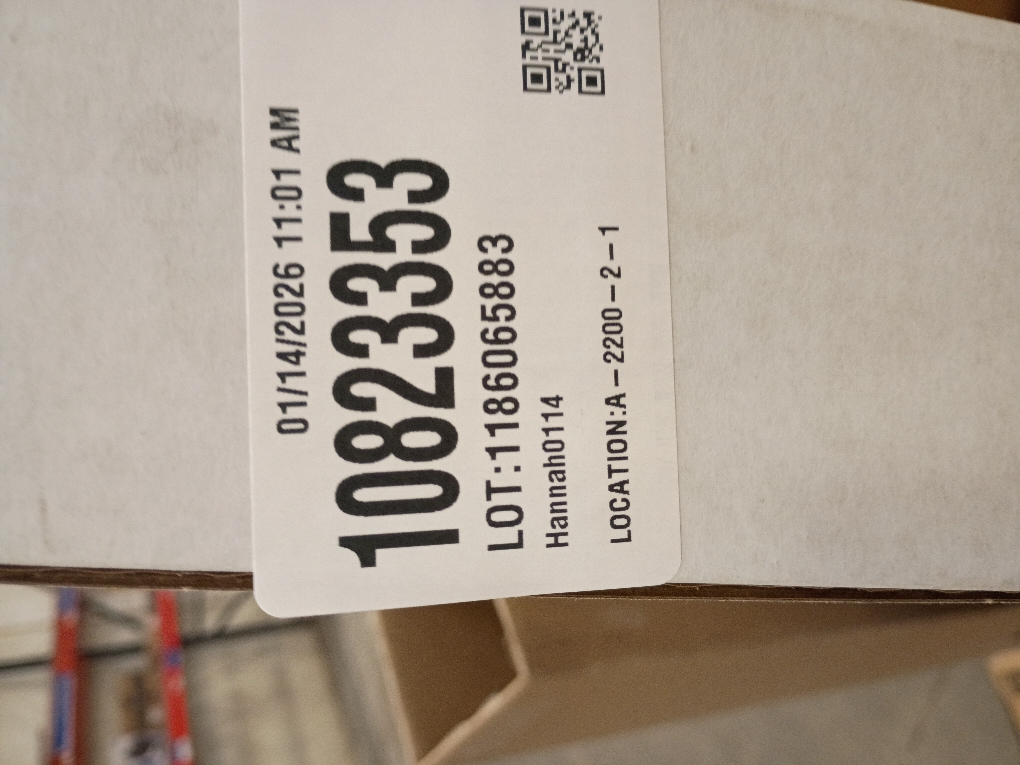 01/14/2026 11:01 AM
10823353
LOT:1186065883
Hannah0114
LOCATION:A-2200-2-1